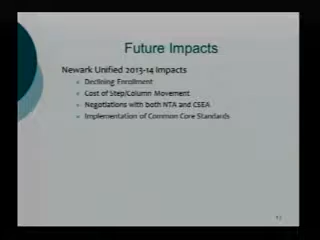 Future Impacts
Newark Unified 2013-14 Impacts
Declining Enrollment
Cost of Step/Column Movement
Negotiations with both NTA and CSEA
Implementation of Common Core Standards